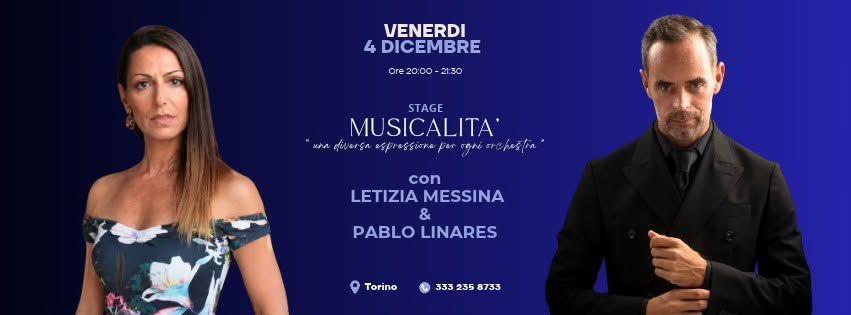 VENERDI
4 DICEMBRE
Ore 20:00 - 21:30
STAGE
MUSICALITA'
" una diversa espressione per ogni orchestra "
con
LETIZIA MESSINA
&
PABLO LINARES
Torino
333 235 8733